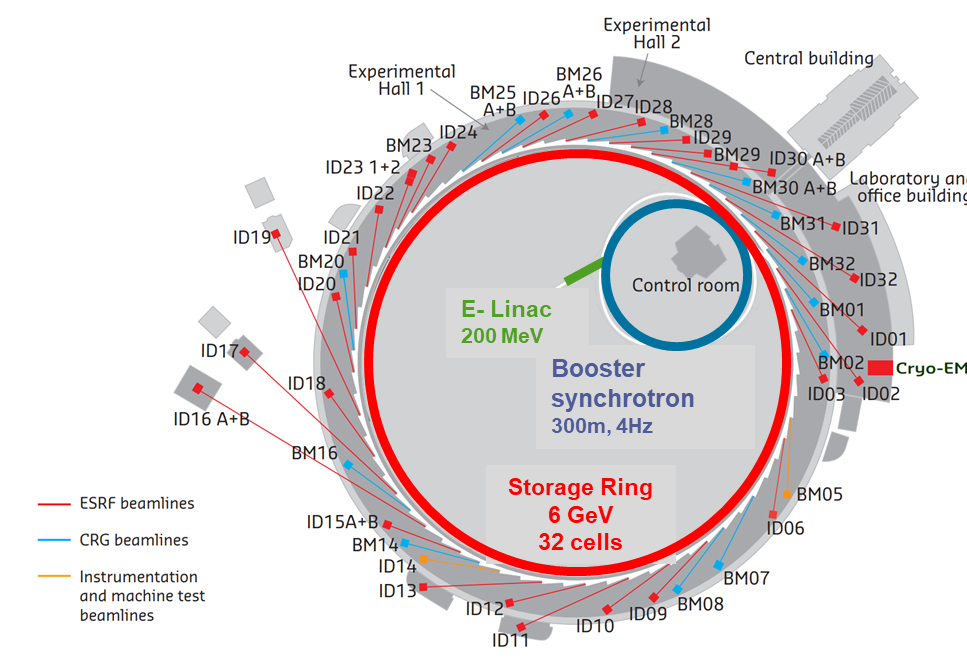 Experimental
Hall 2
Central building
Experimental
Hall 1
BM26
A+B
BM25
A+B
ID26
ID27
ID28
BM28
ID29
BM29
ID30 A+B
BM30 A+B
Laboratory and
office building
BM31
ID31
BM32
ID32
BM01
ID01
BM02
Cryo-EM
ID03
ID02
BM05
ID06
BM07
BM08
ID09
ID10
ID11
ID12
ID13
ID14
BM14
ID15A+B
BM16
ID16 A+B
ID18
ID17
ID20
BM20
ID21
ID19
ID22
ID23 1+2
BM23
ID24
Control room
E- Linac
200 MeV
Booster
synchrotron
300m, 4Hz
Storage Ring
6 GeV
32 cells
ESRF beamlines
CRG beamlines
Instrumentation
and machine test
beamlines